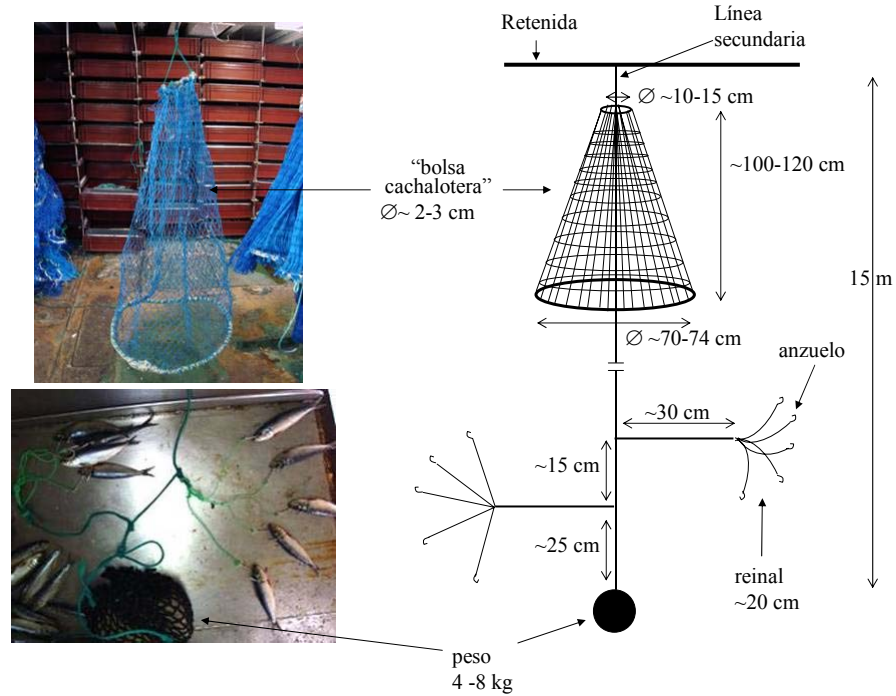 Retenida
Línea
secundaria
∅ ~10-15 cm
“bolsa
cachalotera”
∅~ 2-3 cm
~100-120 cm
15 m
∅ ~70-74 cm
anzuelo
~30 cm
~15 cm
~25 cm
reinal
~20 cm
peso
4 -8 kg